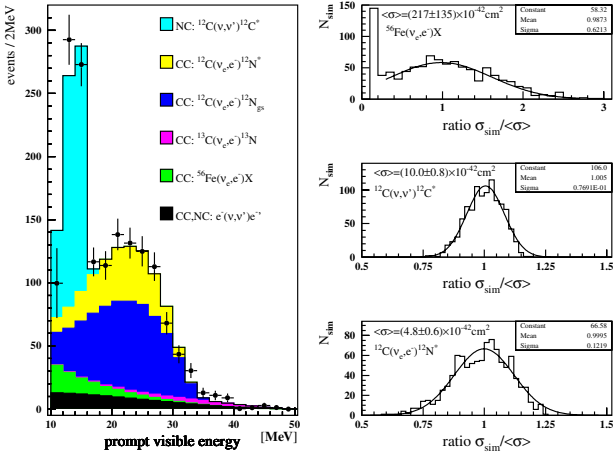 events / 2MeV
300
250
200
150
100
50
0
NC: ¹²C(ν,ν')¹²C*
CC: ¹²C(νₑ,e⁻)¹²N*
CC: ¹²C(νₑ,e⁻)¹²Ngs
CC: ¹³C(νₑ,e⁻)¹³N
CC: ⁵⁶Fe(νₑ,e⁻)X
CC,NC: e⁻(ν,ν')e⁻'
10 20 30 40 50
prompt visible energy [MeV]
Nsim
150
100
50
0
<σ>=(217±135)×10⁻⁴²cm²
⁵⁶Fe(νₑ,e⁻)X
Constant 58.32
Mean 0.9873
Sigma 0.6213
0 1 2 3
ratio σsim/<σ>
Nsim
100
50
0
<σ>=(10.0±0.8)×10⁻⁴²cm²
¹²C(ν,ν')¹²C*
Constant 106.0
Mean 1.005
Sigma 0.7691E-01
0.5 0.75 1 1.25 1.5
ratio σsim/<σ>
Nsim
80
60
40
20
0
<σ>=(4.8±0.6)×10⁻⁴²cm²
¹²C(νₑ,e⁻)¹²N*
Constant 66.58
Mean 0.9995
Sigma 0.1219
0.5 0.75 1 1.25 1.5
ratio σsim/<σ>